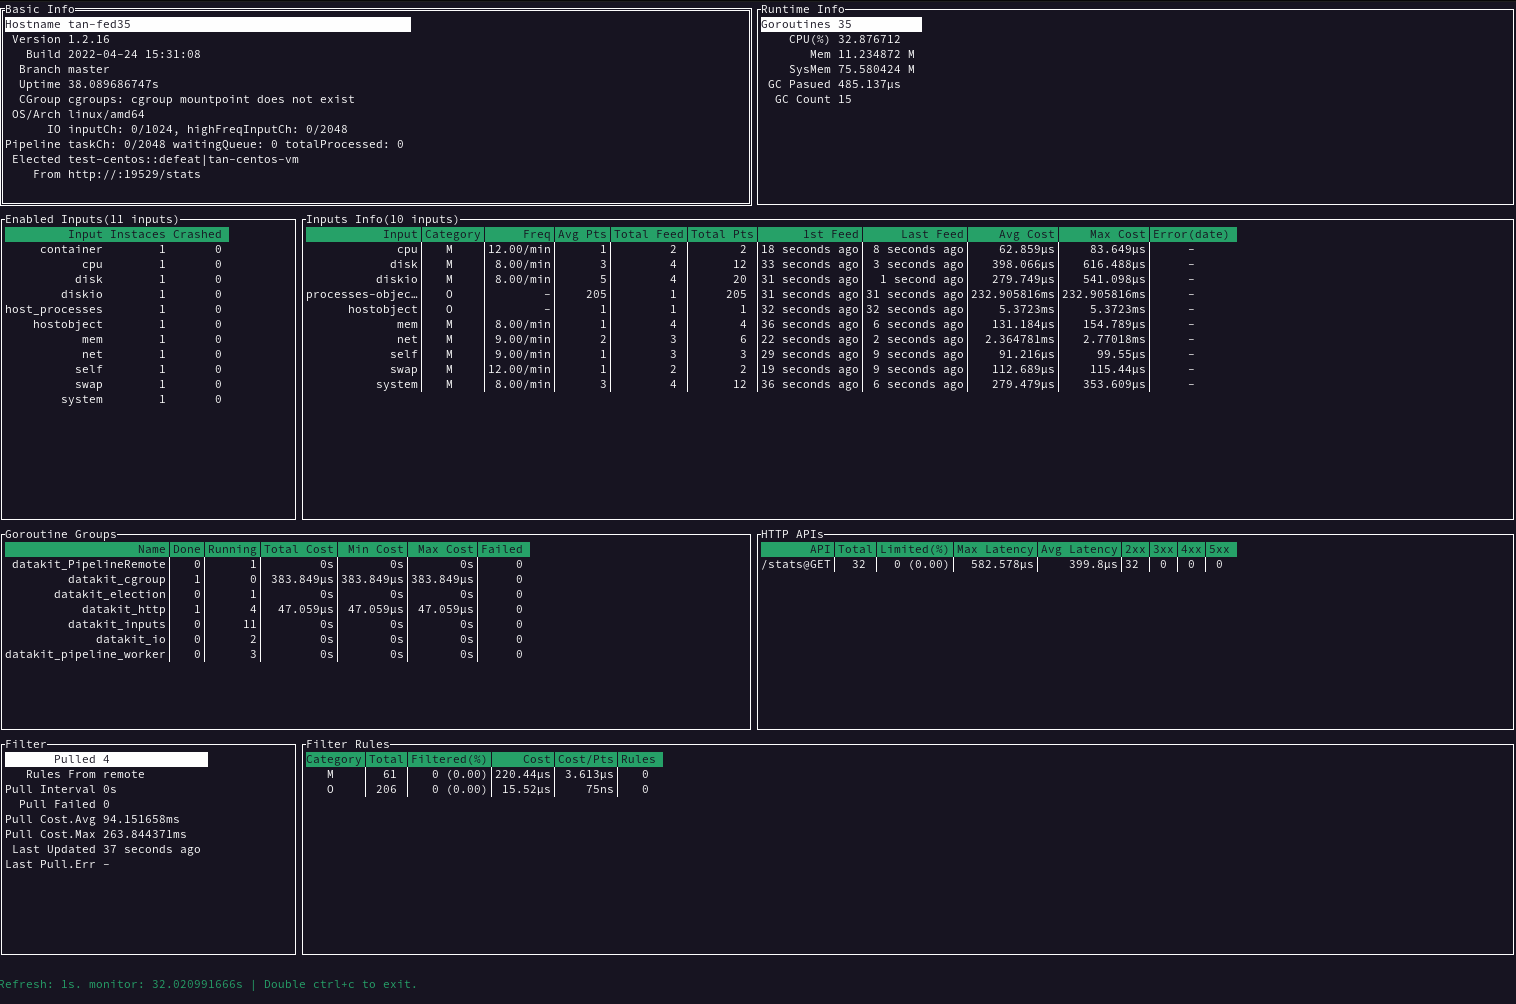 Basic Info
Hostname tan-fed35
Version 1.2.16
Build 2022-04-24 15:31:08
Branch master
Uptime 38.089686747s
CGroup cgroups: cgroup mountpoint does not exist
OS/Arch linux/amd64
IO inputCh: 0/1024, highFreqInputCh: 0/2048
Pipeline taskCh: 0/2048 waitingQueue: 0 totalProcessed: 0
Elected test-centos::defeat|tan-centos-vm
From http://:19529/stats
Runtime Info
Goroutines 35
CPU(%) 32.876712
Mem 11.234872 M
SysMem 75.580424 M
GC Pasued 485.137µs
GC Count 15
Enabled Inputs(11 inputs)
Input Instaces Crashed
container 1 0
cpu 1 0
disk 1 0
diskio 1 0
host_processes 1 0
hostobject 1 0
mem 1 0
net 1 0
self 1 0
swap 1 0
system 1 0
Inputs Info(10 inputs)
Input|Category|Freq|Avg Pts|Total Feed|Total Pts|1st Feed|Last Feed|Avg Cost|Max Cost|Error(date)
cpu|M|12.00/min|1|2|2|18 seconds ago|8 seconds ago|62.859µs|83.649µs|-
disk|M|8.00/min|3|4|12|33 seconds ago|3 seconds ago|398.066µs|616.488µs|-
diskio|M|8.00/min|5|4|20|31 seconds ago|1 second ago|279.749µs|541.098µs|-
processes-objec…|O|-|205|1|205|31 seconds ago|31 seconds ago|232.905816ms|232.905816ms|-
hostobject|O|-|1|1|1|32 seconds ago|32 seconds ago|5.3723ms|5.3723ms|-
mem|M|8.00/min|1|4|4|36 seconds ago|6 seconds ago|131.184µs|154.789µs|-
net|M|9.00/min|2|3|6|22 seconds ago|2 seconds ago|2.364781ms|2.77018ms|-
self|M|9.00/min|1|3|3|29 seconds ago|9 seconds ago|91.216µs|99.55µs|-
swap|M|12.00/min|1|2|2|19 seconds ago|9 seconds ago|112.689µs|115.44µs|-
system|M|8.00/min|3|4|12|36 seconds ago|6 seconds ago|279.479µs|353.609µs|-
Goroutine Groups
Name|Done|Running|Total Cost|Min Cost|Max Cost|Failed
datakit_PipelineRemote|0|1|0s|0s|0s|0
datakit_cgroup|1|0|383.849µs|383.849µs|383.849µs|0
datakit_election|0|1|0s|0s|0s|0
datakit_http|1|4|47.059µs|47.059µs|47.059µs|0
datakit_inputs|0|11|0s|0s|0s|0
datakit_io|0|2|0s|0s|0s|0
datakit_pipeline_worker|0|3|0s|0s|0s|0
HTTP APIs
API|Total|Limited(%)|Max Latency|Avg Latency|2xx|3xx|4xx|5xx
/stats@GET|32|0 (0.00)|582.578µs|399.8µs|32|0|0|0
Filter
Pulled 4
Rules From remote
Pull Interval 0s
Pull Failed 0
Pull Cost.Avg 94.151658ms
Pull Cost.Max 263.844371ms
Last Updated 37 seconds ago
Last Pull.Err -
Filter Rules
Category|Total|Filtered(%)|Cost|Cost/Pts|Rules
M|61|0 (0.00)|220.44µs|3.613µs|0
O|206|0 (0.00)|15.52µs|75ns|0
Refresh: 1s. monitor: 32.020991666s | Double ctrl+c to exit.